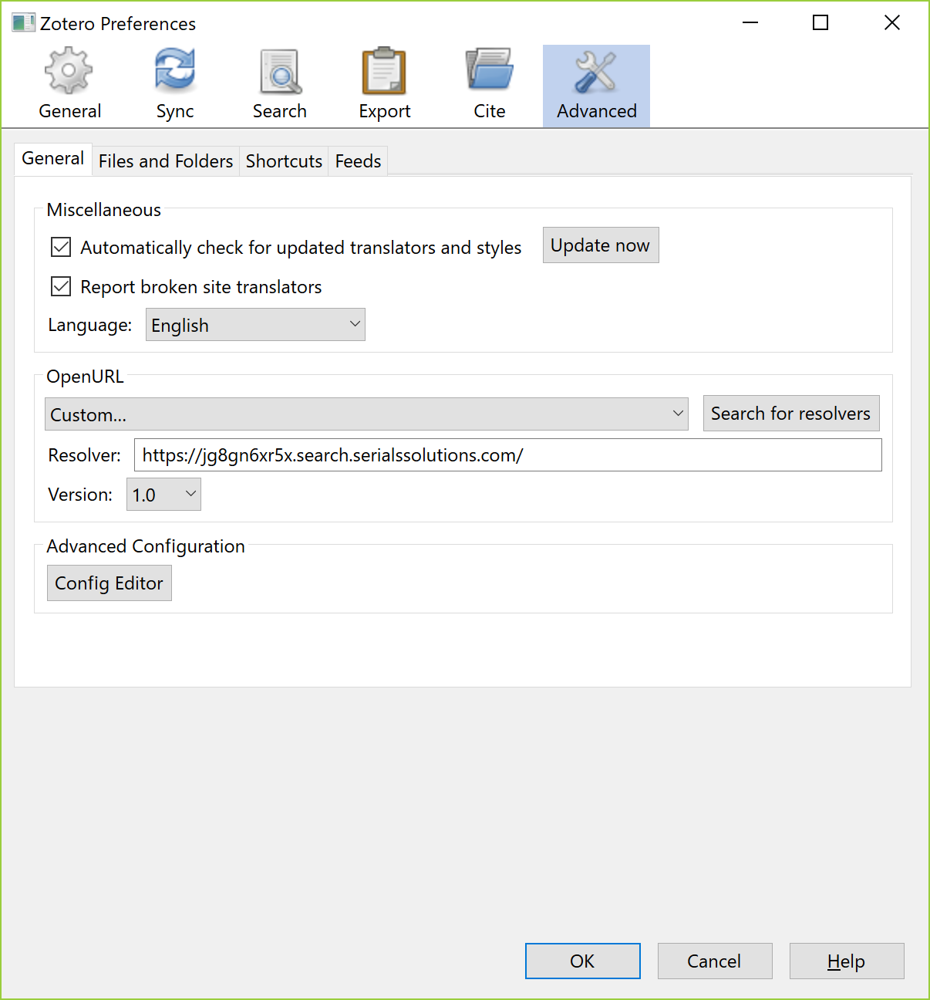 Zotero Preferences
General Sync Search Export Cite Advanced
General Files and Folders Shortcuts Feeds
Miscellaneous
Automatically check for updated translators and styles Update now
Report broken site translators
Language: English
OpenURL
Custom... Search for resolvers
Resolver: https://jg8gn6xr5x.search.serialssolutions.com/
Version: 1.0
Advanced Configuration
Config Editor
OK Cancel Help